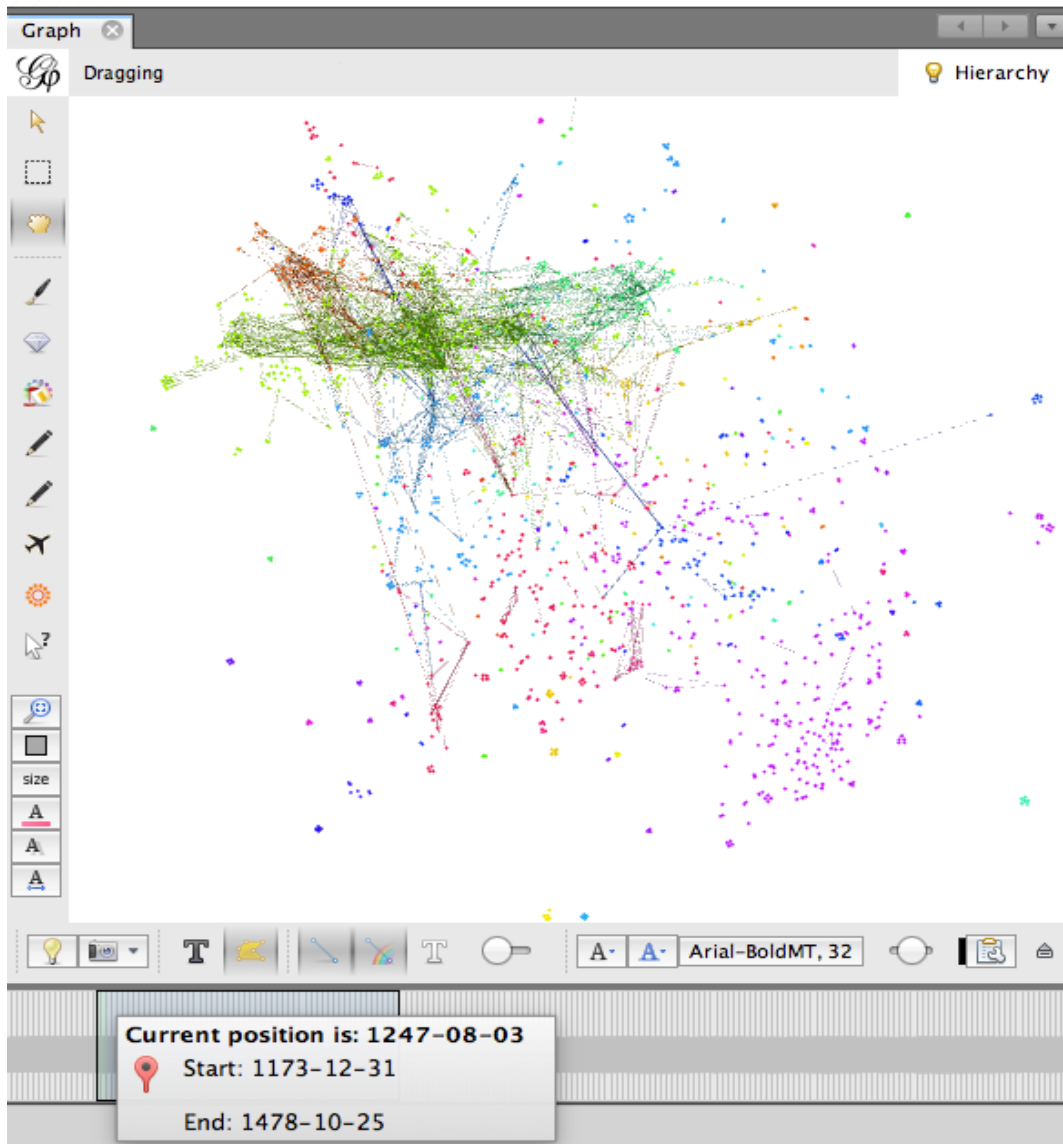 Graph
Dragging
Hierarchy
?
size
A
A
A
T
T
A
A
Arial-BoldMT, 32
Current position is: 1247-08-03
Start: 1173-12-31
End: 1478-10-25